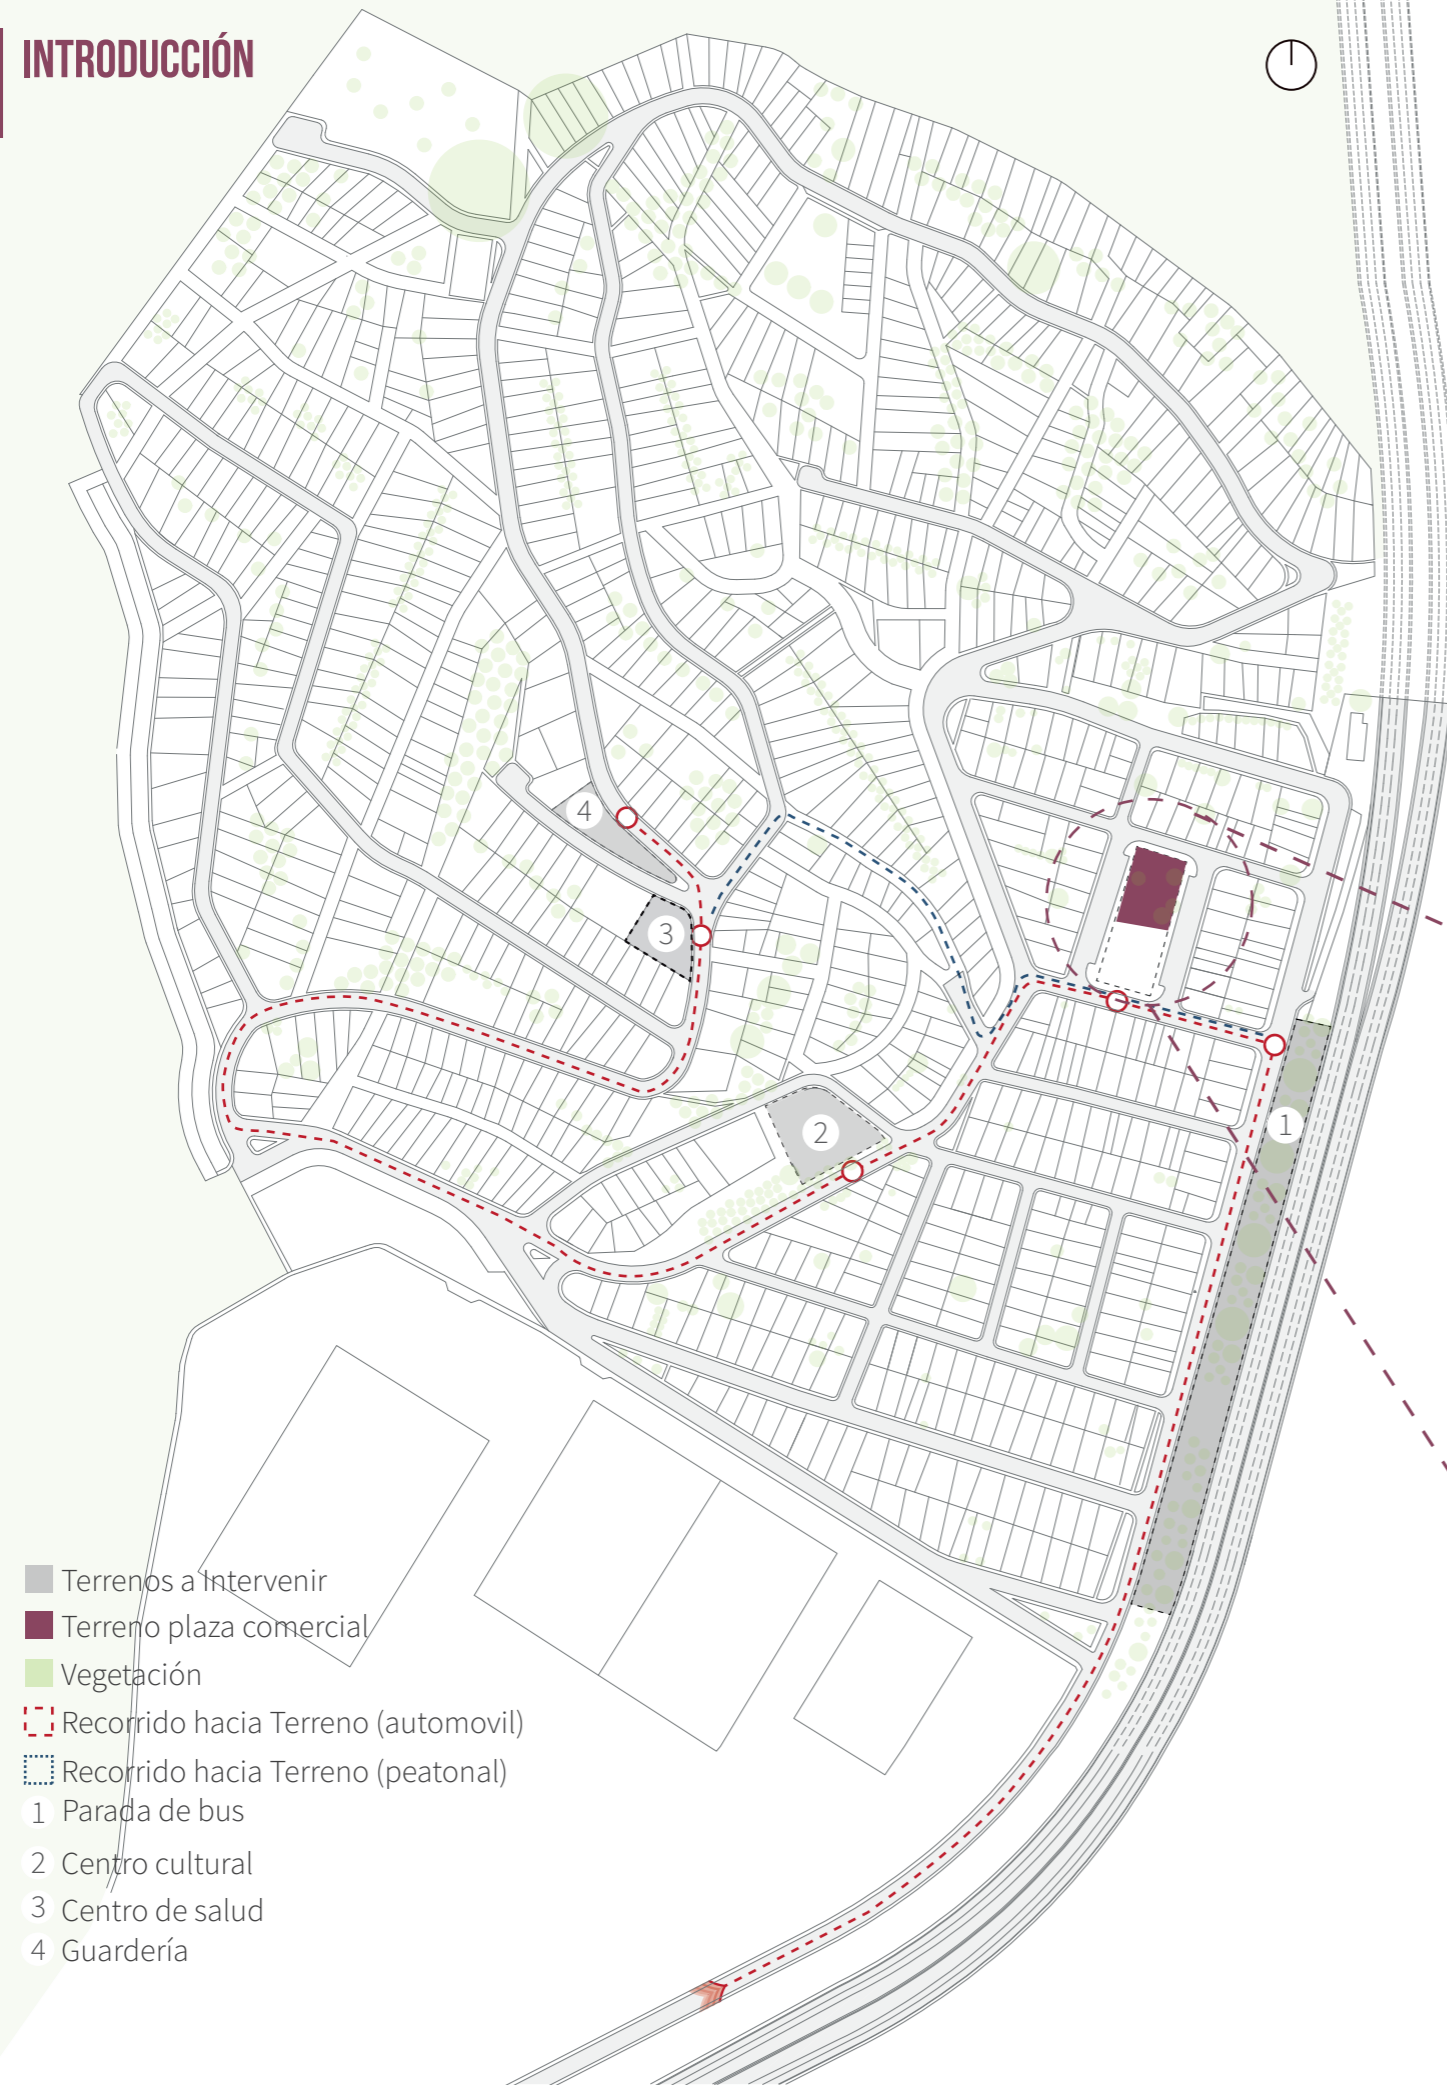 INTRODUCCIÓN
4
3
2
1
Terrenos a Intervenir
Terreno plaza comercial
Vegetación
Recorrido hacia Terreno (automovil)
Recorrido hacia Terreno (peatonal)
1 Parada de bus
2 Centro cultural
3 Centro de salud
4 Guardería